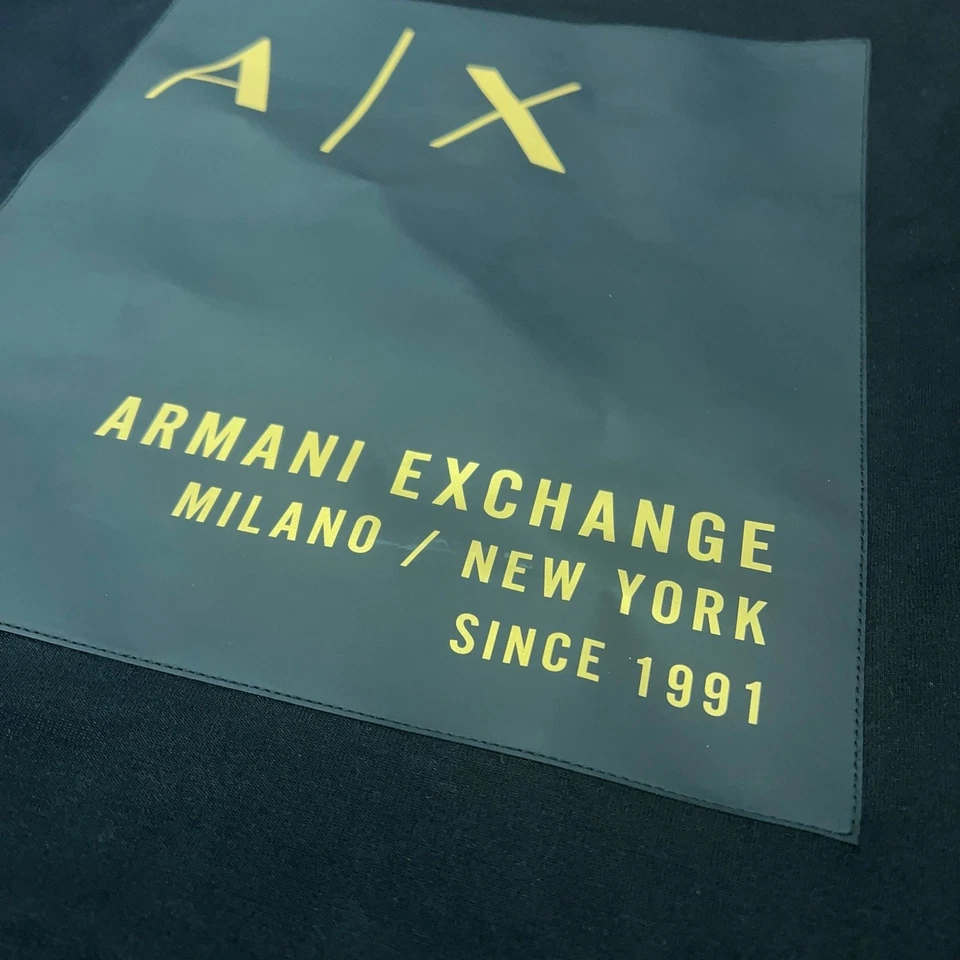 A|X
ARMANI EXCHANGE
MILANO / NEW YORK
SINCE 1991